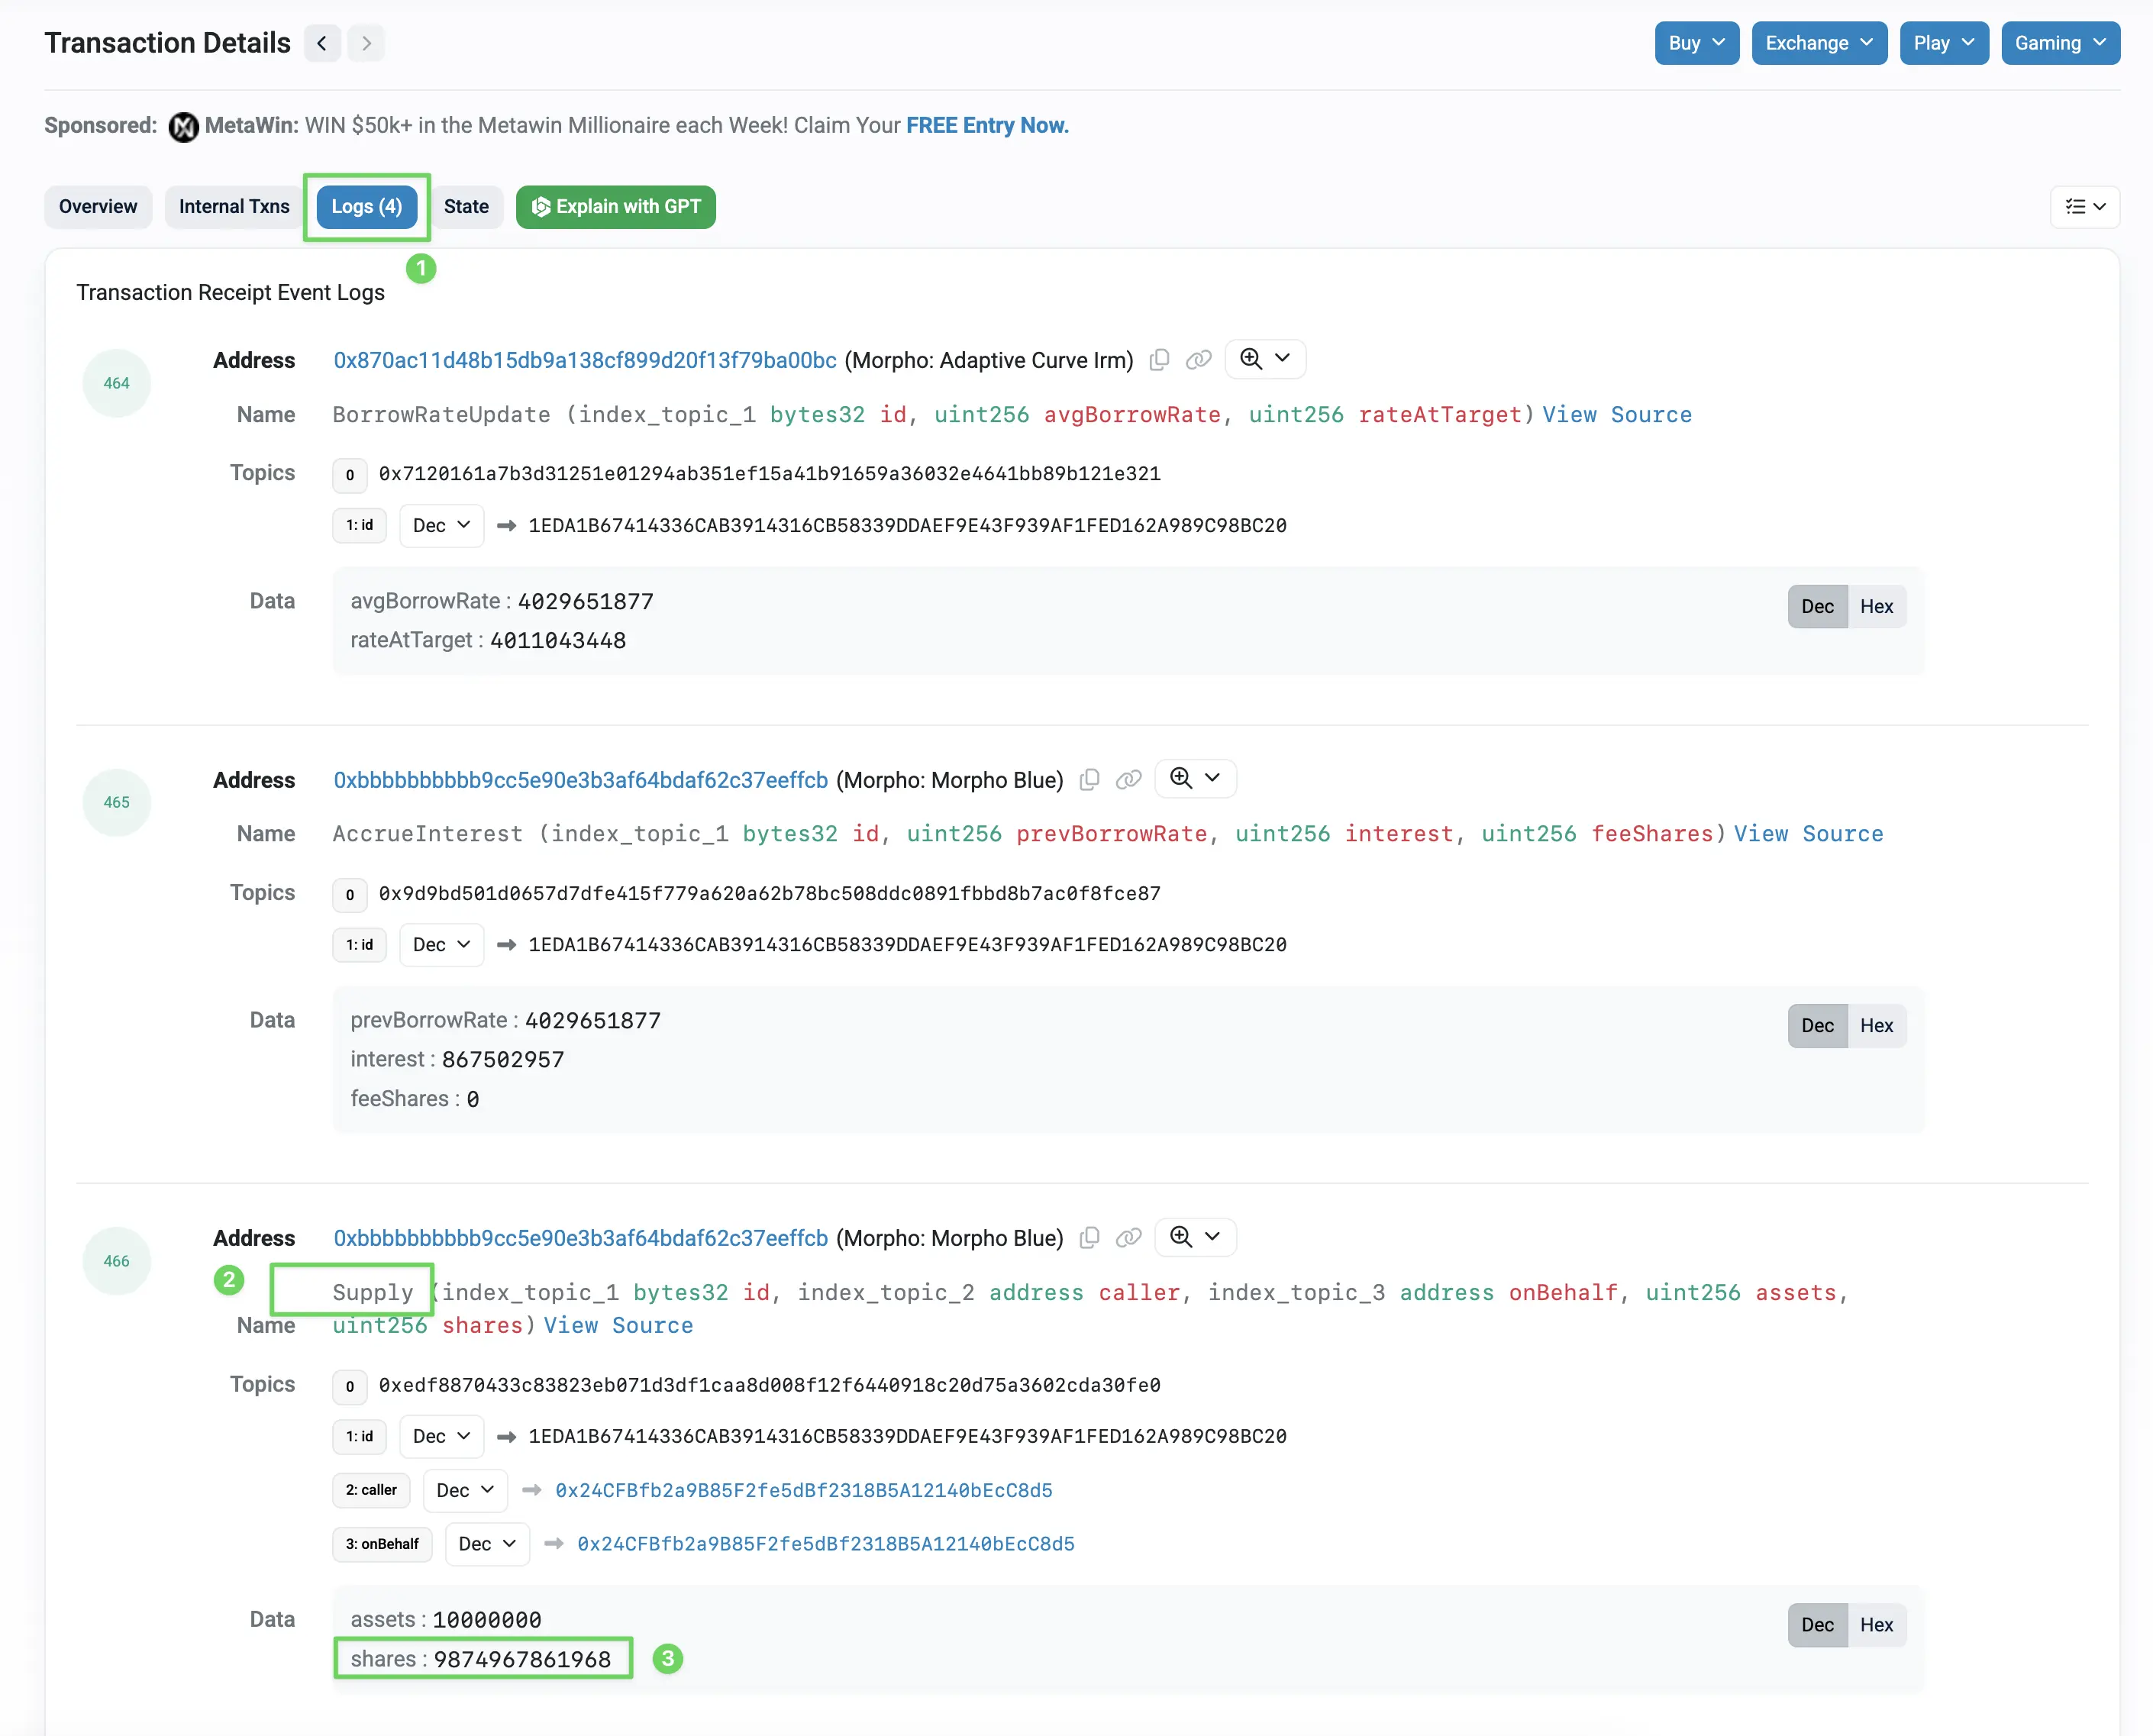 Transaction Details
Buy
Exchange
Play
Gaming
Sponsored: MetaWin: WIN $50k+ in the Metawin Millionaire each Week! Claim Your FREE Entry Now.
Overview
Internal Txns
Logs (4)
State
Explain with GPT
1
Transaction Receipt Event Logs
464
Address 0x870ac11d48b15db9a138cf899d20f13f79ba00bc (Morpho: Adaptive Curve Irm)
Name BorrowRateUpdate (index_topic_1 bytes32 id, uint256 avgBorrowRate, uint256 rateAtTarget) View Source
Topics 0 0x7120161a7b3d31251e01294ab351ef15a41b91659a36032e4641bb89b121e321
1: id Dec 1EDA1B67414336CAB3914316CB58339DDAEF9E43F939AF1FED162A989C98BC20
Data avgBorrowRate : 4029651877
Dec Hex
rateAtTarget : 4011043448
465
Address 0xbbbbbbbbbb9cc5e90e3b3af64bdaf62c37eeffcb (Morpho: Morpho Blue)
Name AccrueInterest (index_topic_1 bytes32 id, uint256 prevBorrowRate, uint256 interest, uint256 feeShares) View Source
Topics 0 0x9d9bd501d0657d7dfe415f779a620a62b78bc508ddc0891fbbd8b7ac0f8fce87
1: id Dec 1EDA1B67414336CAB3914316CB58339DDAEF9E43F939AF1FED162A989C98BC20
Data prevBorrowRate : 4029651877
Dec Hex
interest : 867502957
feeShares : 0
466
Address 0xbbbbbbbbbb9cc5e90e3b3af64bdaf62c37eeffcb (Morpho: Morpho Blue)
2
Supply (index_topic_1 bytes32 id, index_topic_2 address caller, index_topic_3 address onBehalf, uint256 assets,
Name uint256 shares) View Source
Topics 0 0xedf8870433c83823eb071d3df1caa8d008f12f6440918c20d75a3602cda30fe0
1: id Dec 1EDA1B67414336CAB3914316CB58339DDAEF9E43F939AF1FED162A989C98BC20
2: caller Dec 0x24CFBfb2a9B85F2fe5dBf2318B5A12140bEcC8d5
3: onBehalf Dec 0x24CFBfb2a9B85F2fe5dBf2318B5A12140bEcC8d5
Data assets : 10000000
Dec Hex
shares : 9874967861968
3